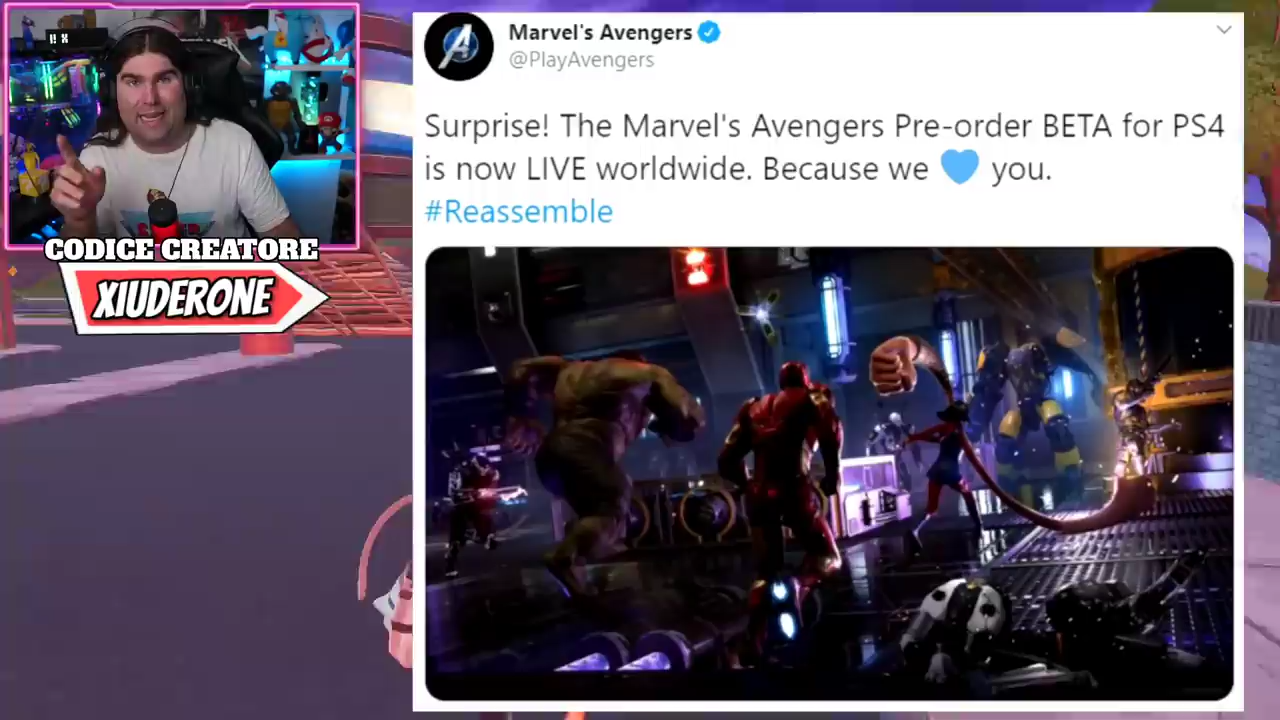 Marvel's Avengers
@PlayAvengers
Surprise! The Marvel's Avengers Pre-order BETA for PS4
is now LIVE worldwide. Because we 💙 you.
#Reassemble
CODICE CREATORE
XIUDERONE